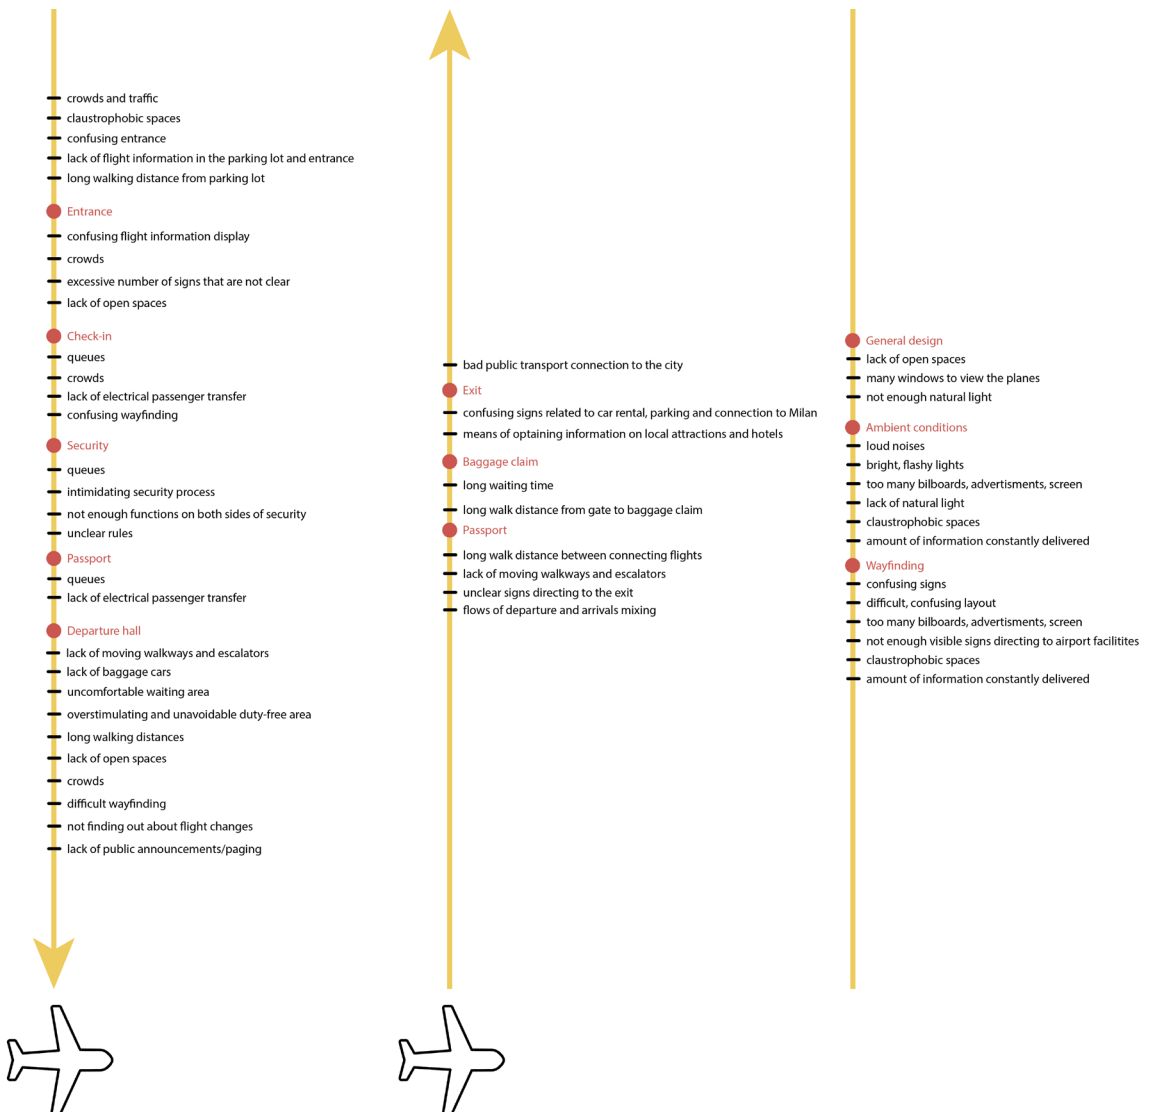 crowds and traffic
claustrophobic spaces
confusing entrance
lack of flight information in the parking lot and entrance
long walking distance from parking lot
Entrance
confusing flight information display
crowds
excessive number of signs that are not clear
lack of open spaces
Check-in
queues
crowds
lack of electrical passenger transfer
confusing wayfinding
Security
queues
intimidating security process
not enough functions on both sides of security
unclear rules
Passport
queues
lack of electrical passenger transfer
Departure hall
lack of moving walkways and escalators
lack of baggage cars
uncomfortable waiting area
overstimulating and unavoidable duty-free area
long walking distances
lack of open spaces
crowds
difficult wayfinding
not finding out about flight changes
lack of public announcements/paging
bad public transport connection to the city
Exit
confusing signs related to car rental, parking and connection to Milan
means of optaining information on local attractions and hotels
Baggage claim
long waiting time
long walk distance from gate to baggage claim
Passport
long walk distance between connecting flights
lack of moving walkways and escalators
unclear signs directing to the exit
flows of departure and arrivals mixing
General design
lack of open spaces
many windows to view the planes
not enough natural light
Ambient conditions
loud noises
bright, flashy lights
too many bilboards, advertisments, screen
lack of natural light
claustrophobic spaces
amount of information constantly delivered
Wayfinding
confusing signs
difficult, confusing layout
too many bilboards, advertisments, screen
not enough visible signs directing to airport facilitites
claustrophobic spaces
amount of information constantly delivered